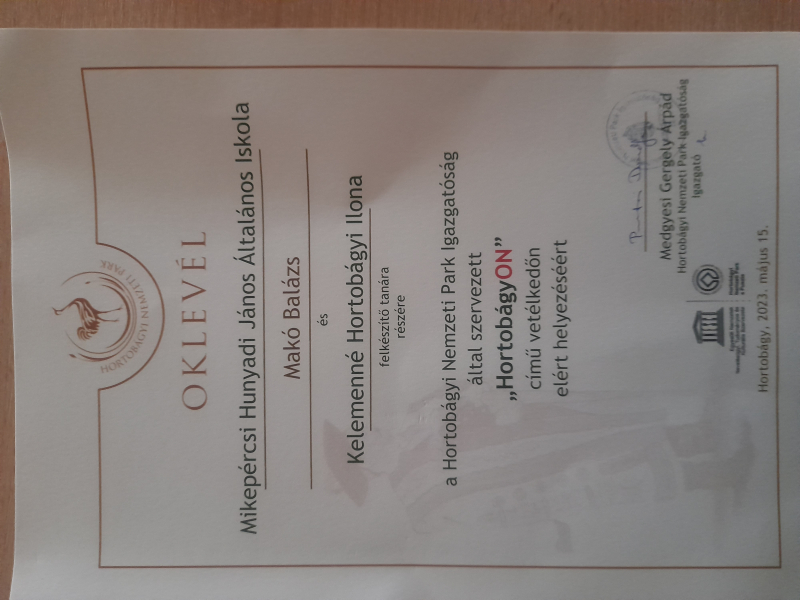 HORTOBÁGYI NEMZETI PARK
OKLEVÉL
Mikepércsi Hunyadi János Általános Iskola
Makó Balázs
és
Kelemenné Hortobágyi Ilona
felkészítő tanára
részére
a Hortobágyi Nemzeti Park Igazgatóság
által szervezett
„HortobágyON”
című vetélkedőn
elért helyezéséért
Medgyesi Gergely Árpád
Hortobágyi Nemzeti Park Igazgatóság
Igazgató
Hortobágy, 2023. május 15.